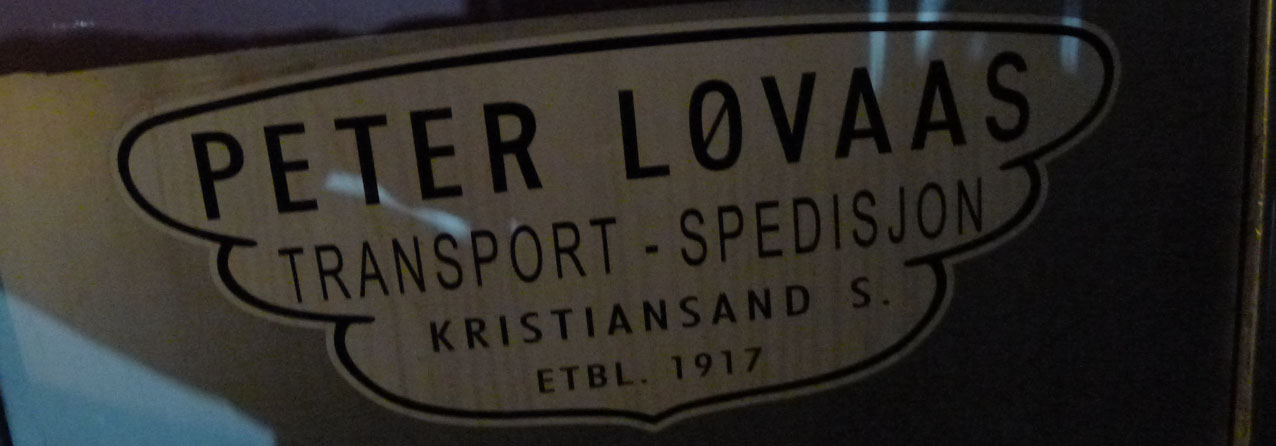 PETER LØVAAS
TRANSPORT - SPEDISJON
KRISTIANSAND S.
ETBL. 1917